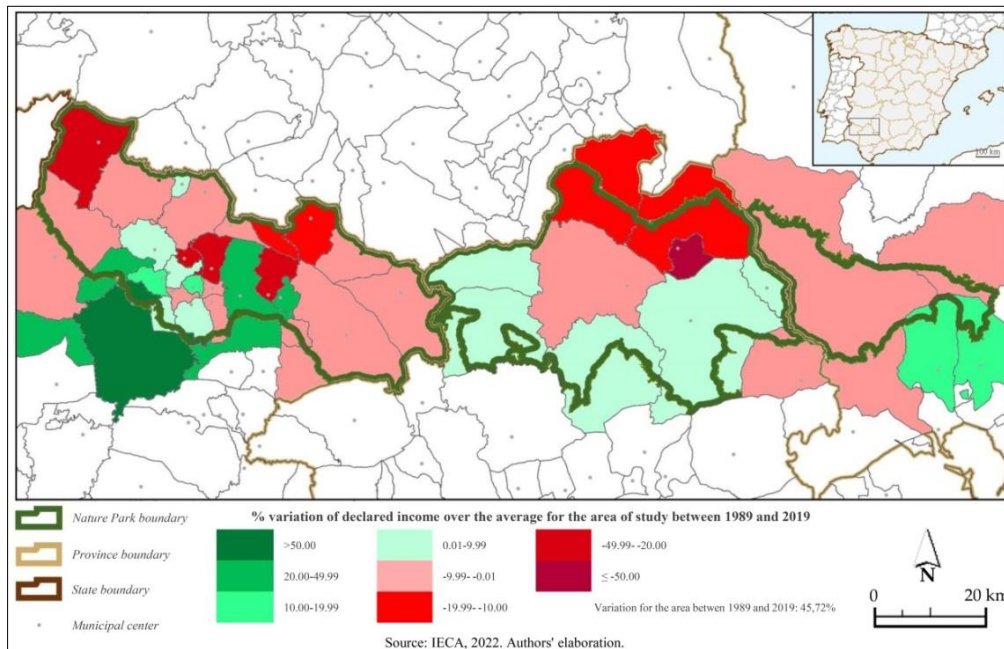 100 km
Nature Park boundary
Province boundary
State boundary
Municipal center
% variation of declared income over the average for the area of study between 1989 and 2019
>50.00
20.00-49.99
10.00-19.99
0.01-9.99
-9.99- -0.01
-19.99- -10.00
-49.99- -20.00
≤ -50.00
Variation for the area betwen 1989 and 2019: 45,72%
N
0 20 km
Source: IECA, 2022. Authors' elaboration.